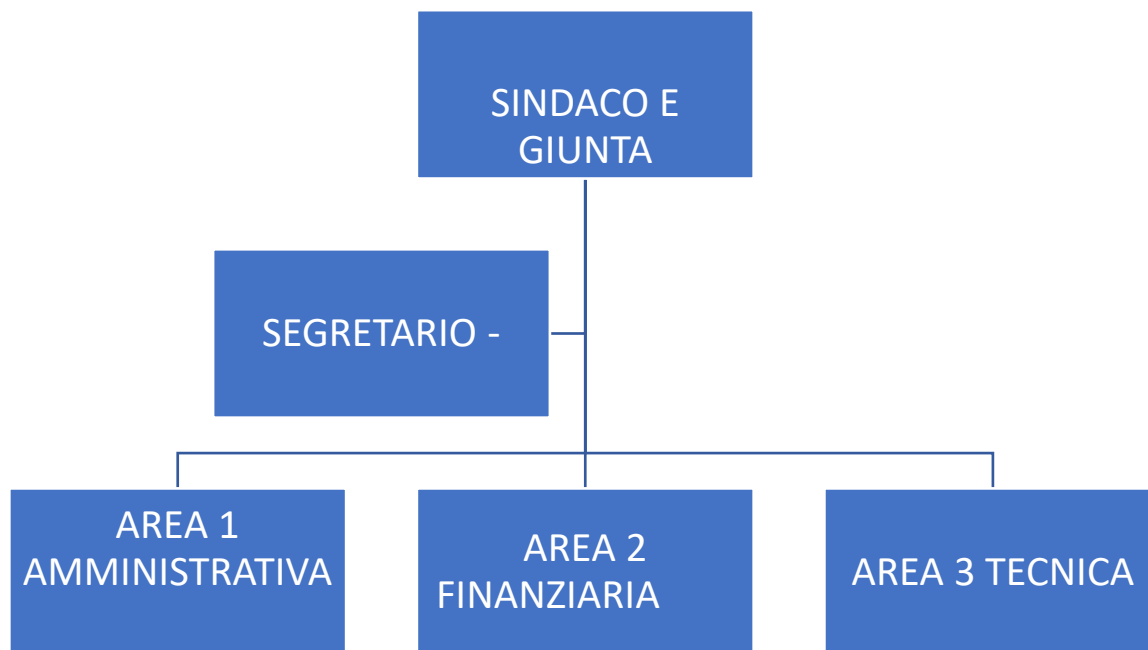 SINDACO E
GIUNTA
SEGRETARIO -
AREA 1
AMMINISTRATIVA
AREA 2
FINANZIARIA
AREA 3 TECNICA